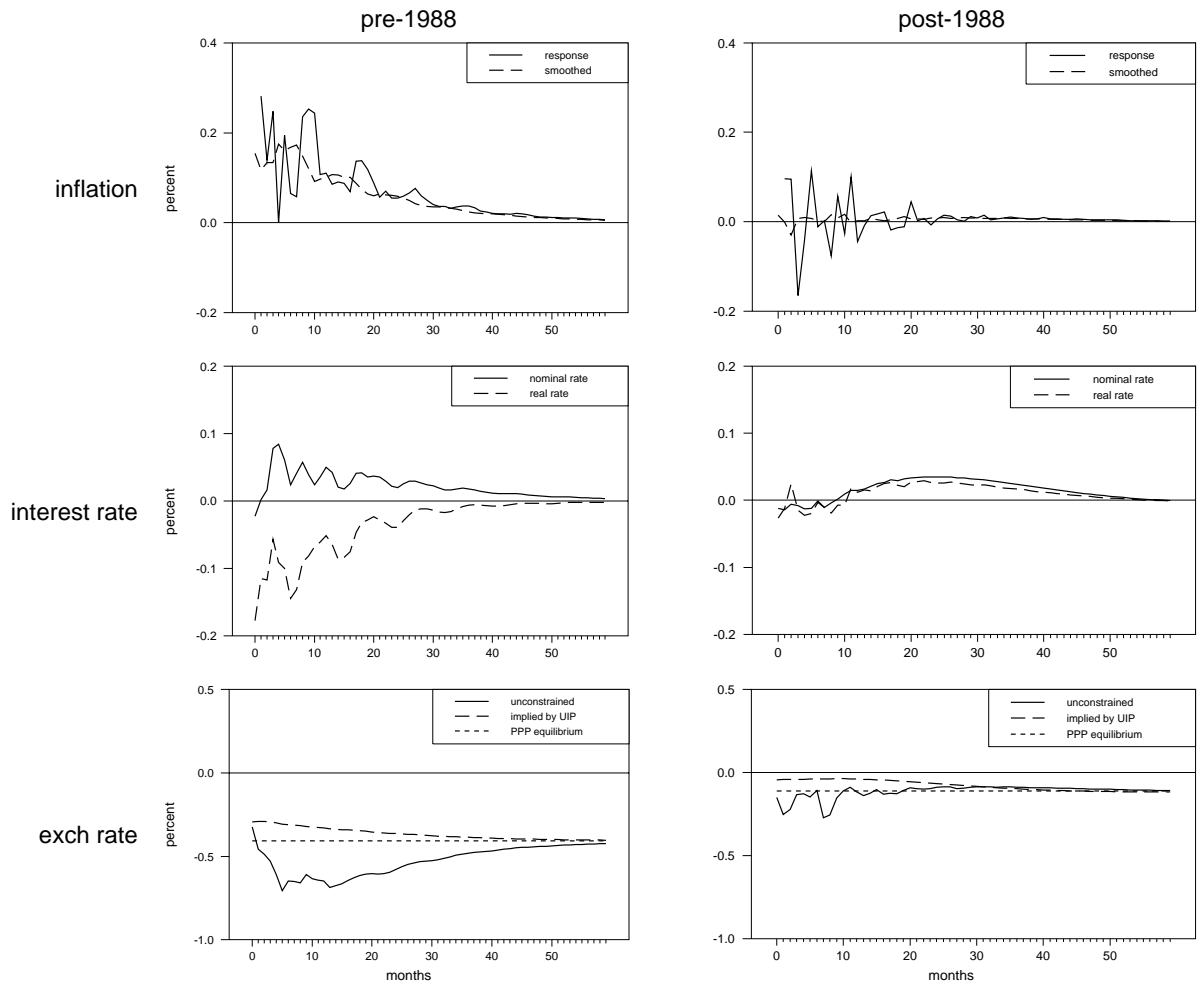 pre-1988
post-1988
inflation
percent
0.4
0.2
0.0
-0.2
response
smoothed
0 10 20 30 40 50
0.4
0.2
0.0
-0.2
response
smoothed
0 10 20 30 40 50
interest rate
percent
0.2
0.1
0.0
-0.1
-0.2
nominal rate
real rate
0 10 20 30 40 50
0.2
0.1
0.0
-0.1
-0.2
nominal rate
real rate
0 10 20 30 40 50
exch rate
percent
0.5
0.0
-0.5
-1.0
unconstrained
implied by UIP
PPP equilibrium
0 10 20 30 40 50
months
0.5
0.0
-0.5
-1.0
unconstrained
implied by UIP
PPP equilibrium
0 10 20 30 40 50
months